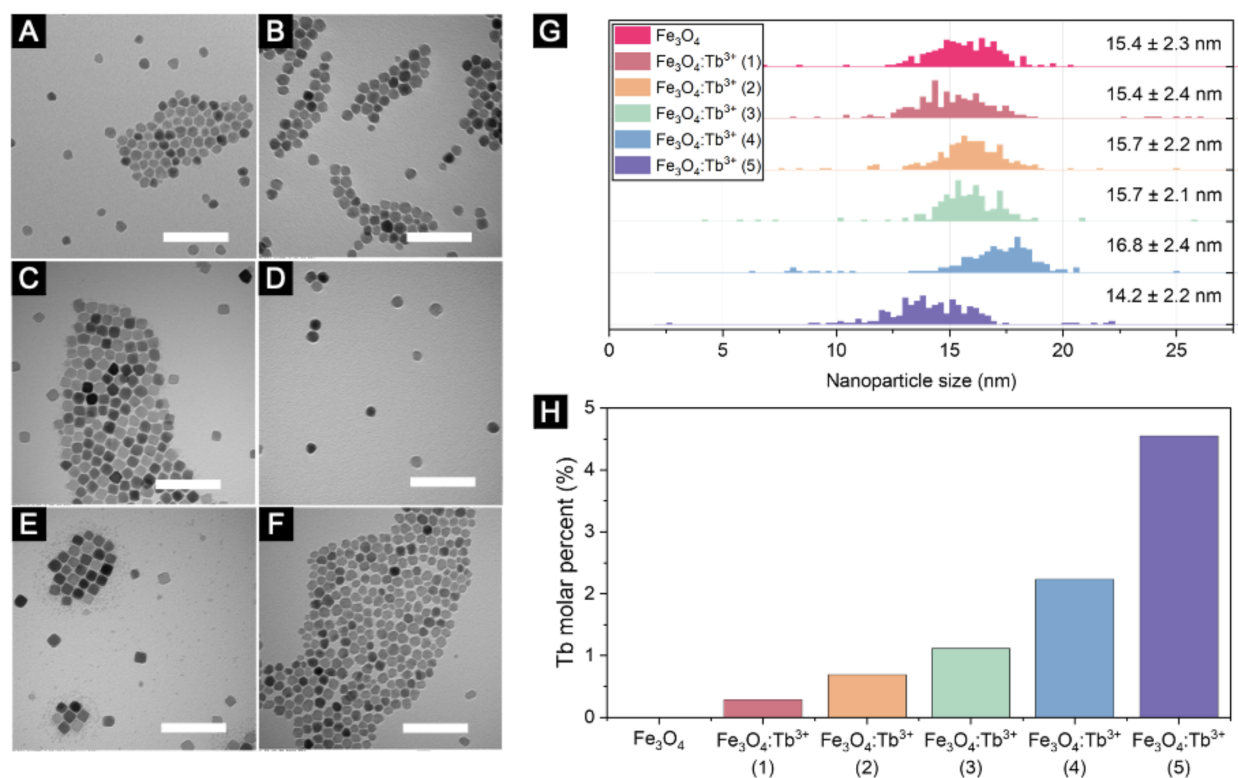 A
B
C
D
E
F
G
Fe₃O₄
Fe₃O₄:Tb³⁺ (1)
Fe₃O₄:Tb³⁺ (2)
Fe₃O₄:Tb³⁺ (3)
Fe₃O₄:Tb³⁺ (4)
Fe₃O₄:Tb³⁺ (5)
15.4 ± 2.3 nm
15.4 ± 2.4 nm
15.7 ± 2.2 nm
15.7 ± 2.1 nm
16.8 ± 2.4 nm
14.2 ± 2.2 nm
0 5 10 15 20 25
Nanoparticle size (nm)
H
Tb molar percent (%)
5
4
3
2
1
0
Fe₃O₄ Fe₃O₄:Tb³⁺ Fe₃O₄:Tb³⁺ Fe₃O₄:Tb³⁺ Fe₃O₄:Tb³⁺ Fe₃O₄:Tb³⁺
(1) (2) (3) (4) (5)